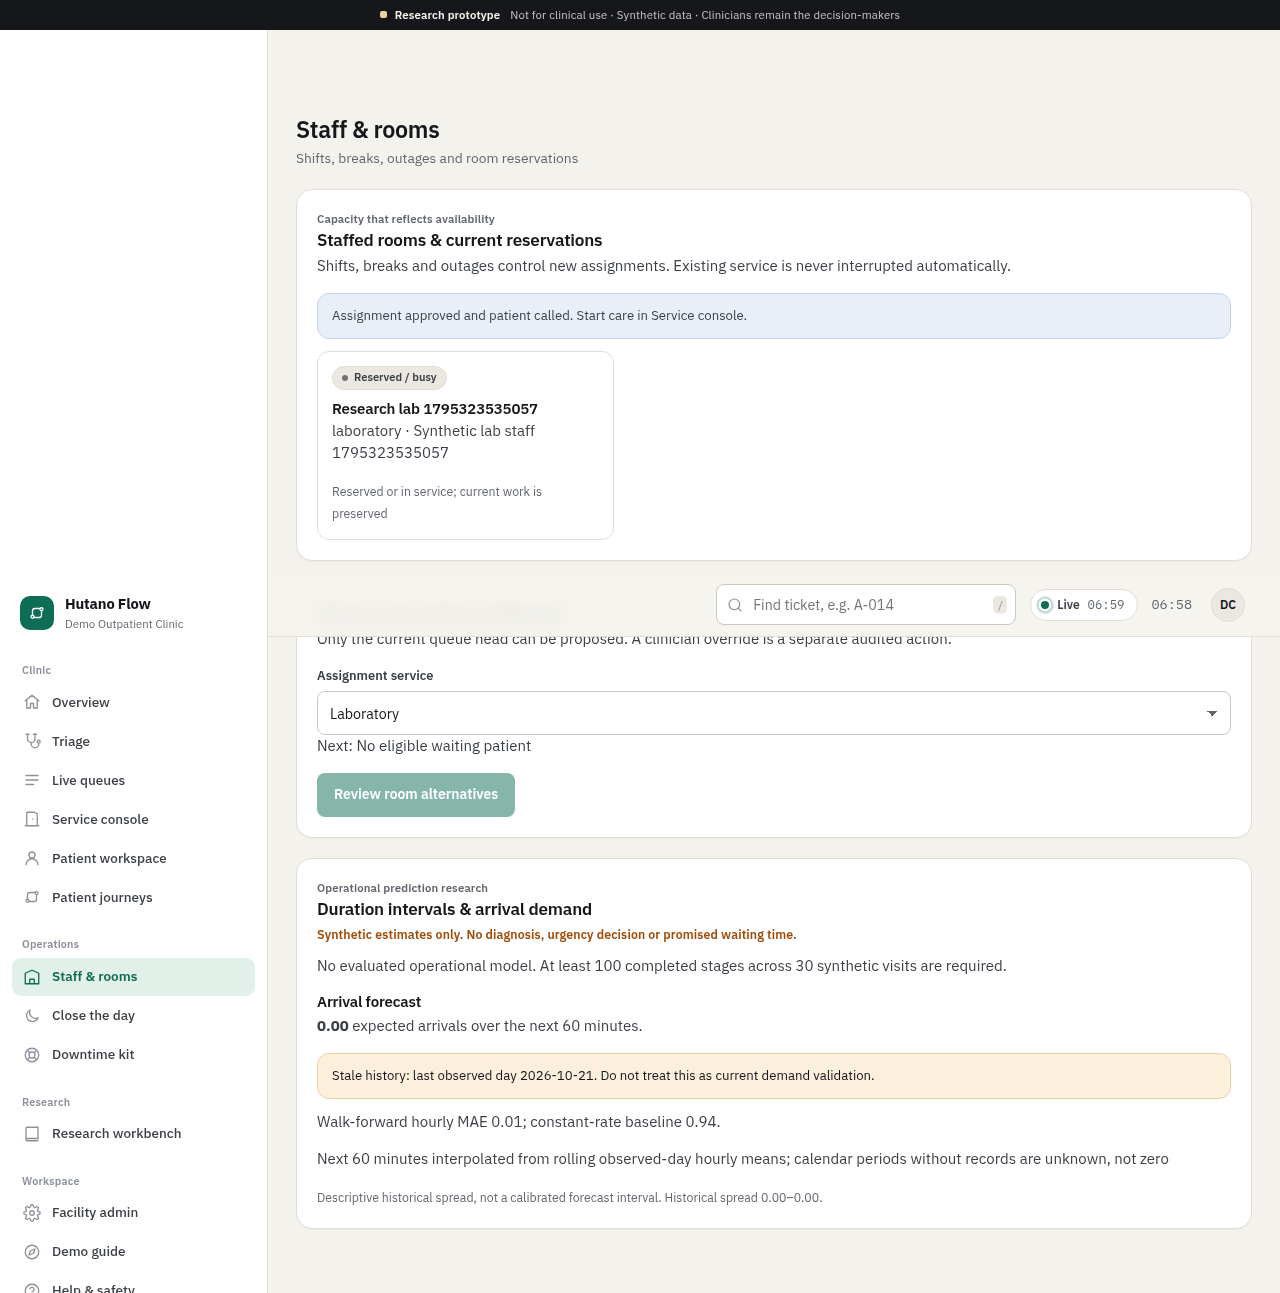 Research prototype Not for clinical use · Synthetic data · Clinicians remain the decision-makers
Staff & rooms
Shifts, breaks, outages and room reservations
Capacity that reflects availability
Staffed rooms & current reservations
Shifts, breaks and outages control new assignments. Existing service is never interrupted automatically.
Assignment approved and patient called. Start care in Service console.
Reserved / busy
Research lab 1795323535057
laboratory · Synthetic lab staff
1795323535057
Reserved or in service; current work is
preserved
Hutano Flow
Demo Outpatient Clinic
Find ticket, e.g. A-014
/
Live 06:59
06:58
DC
Clinic
Overview
Triage
Live queues
Service console
Patient workspace
Patient journeys
Operations
Staff & rooms
Close the day
Downtime kit
Research
Research workbench
Workspace
Facility admin
Demo guide
Help & safety
Only the current queue head can be proposed. A clinician override is a separate audited action.
Assignment service
Laboratory
Next: No eligible waiting patient
Review room alternatives
Operational prediction research
Duration intervals & arrival demand
Synthetic estimates only. No diagnosis, urgency decision or promised waiting time.
No evaluated operational model. At least 100 completed stages across 30 synthetic visits are required.
Arrival forecast
0.00 expected arrivals over the next 60 minutes.
Stale history: last observed day 2026-10-21. Do not treat this as current demand validation.
Walk-forward hourly MAE 0.01; constant-rate baseline 0.94.
Next 60 minutes interpolated from rolling observed-day hourly means; calendar periods without records are unknown, not zero
Descriptive historical spread, not a calibrated forecast interval. Historical spread 0.00–0.00.